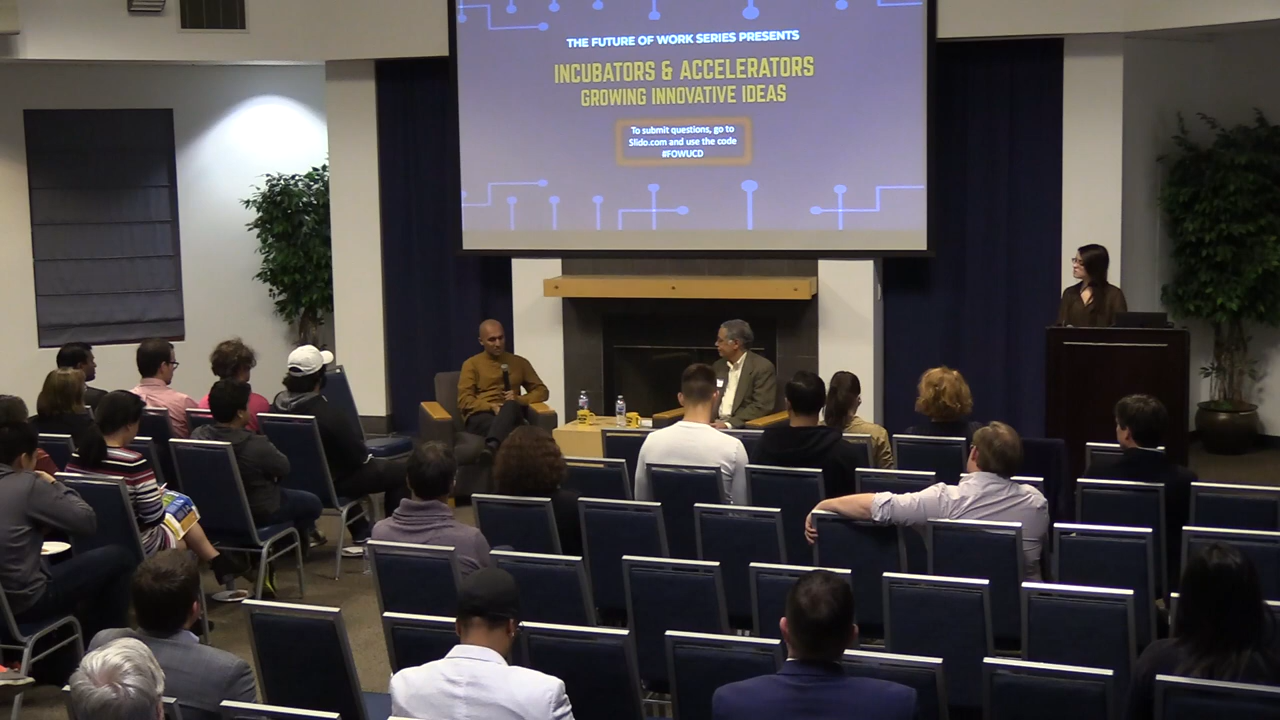 THE FUTURE OF WORK SERIES PRESENTS
INCUBATORS & ACCELERATORS
GROWING INNOVATIVE IDEAS
To submit questions, go to
Slido.com and use the code
#FOWUCD